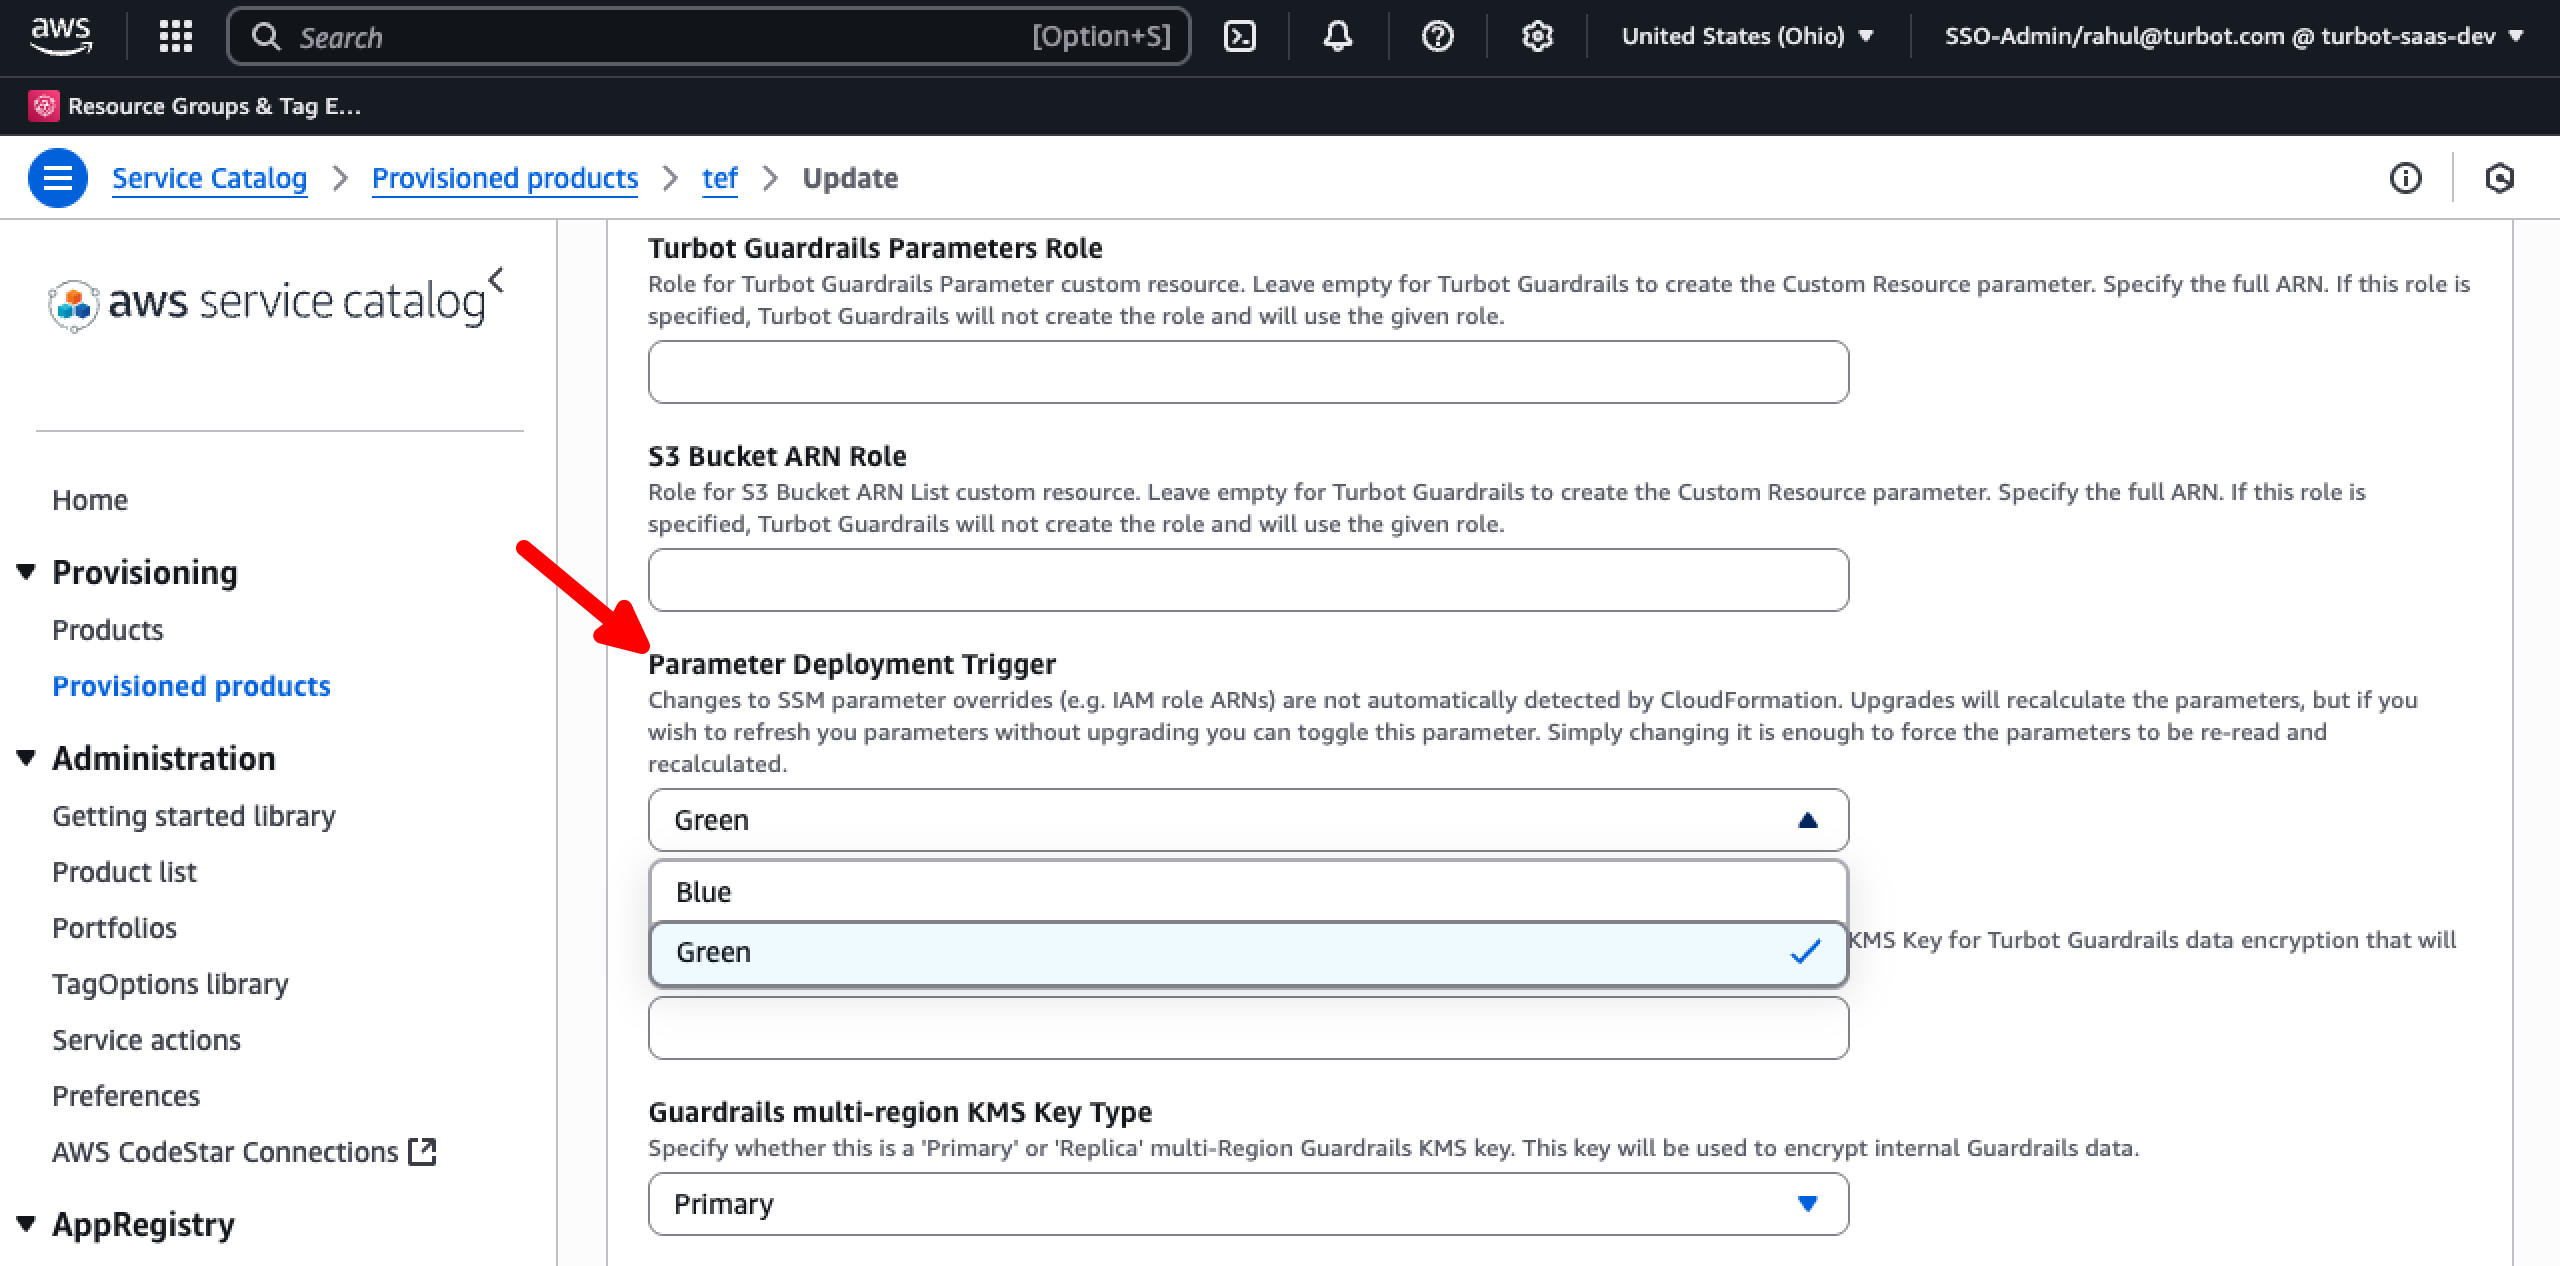 aws
Search
[Option+S]
United States (Ohio)
SSO-Admin/rahul@turbot.com @ turbot-saas-dev
Resource Groups & Tag E...
Service Catalog
Provisioned products
tef
Update
aws service catalog
Home
Provisioning
Products
Provisioned products
Administration
Getting started library
Product list
Portfolios
TagOptions library
Service actions
Preferences
AWS CodeStar Connections
AppRegistry
Turbot Guardrails Parameters Role
Role for Turbot Guardrails Parameter custom resource. Leave empty for Turbot Guardrails to create the Custom Resource parameter. Specify the full ARN. If this role is
specified, Turbot Guardrails will not create the role and will use the given role.
S3 Bucket ARN Role
Role for S3 Bucket ARN List custom resource. Leave empty for Turbot Guardrails to create the Custom Resource parameter. Specify the full ARN. If this role is
specified, Turbot Guardrails will not create the role and will use the given role.
Parameter Deployment Trigger
Changes to SSM parameter overrides (e.g. IAM role ARNs) are not automatically detected by CloudFormation. Upgrades will recalculate the parameters, but if you
wish to refresh you parameters without upgrading you can toggle this parameter. Simply changing it is enough to force the parameters to be re-read and
recalculated.
Green
Blue
Green
KMS Key for Turbot Guardrails data encryption that will
Guardrails multi-region KMS Key Type
Specify whether this is a 'Primary' or 'Replica' multi-Region Guardrails KMS key. This key will be used to encrypt internal Guardrails data.
Primary